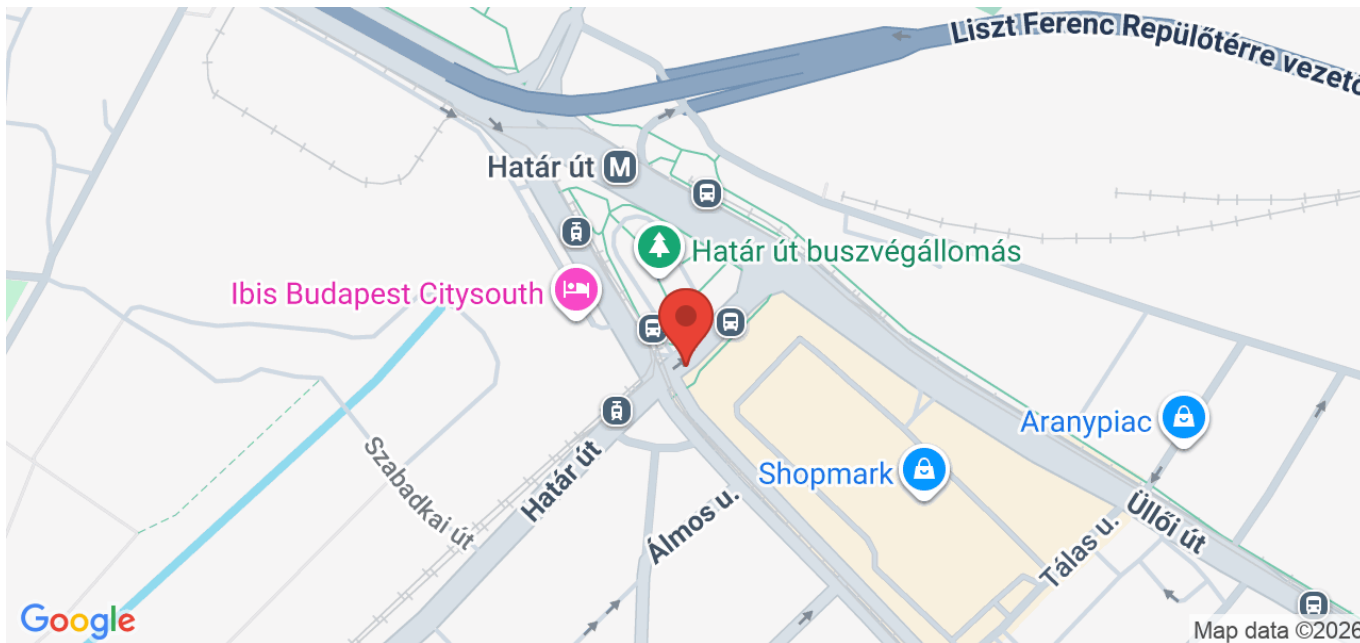 Liszt Ferenc Repülőtérre vezető
Határ út
M
Határ út buszvégállomás
Ibis Budapest Citysouth
Aranypiac
Shopmark
Szabadkai út
Határ út
Álmos u.
Üllői út
Tálas u.
Google
Map data ©2026